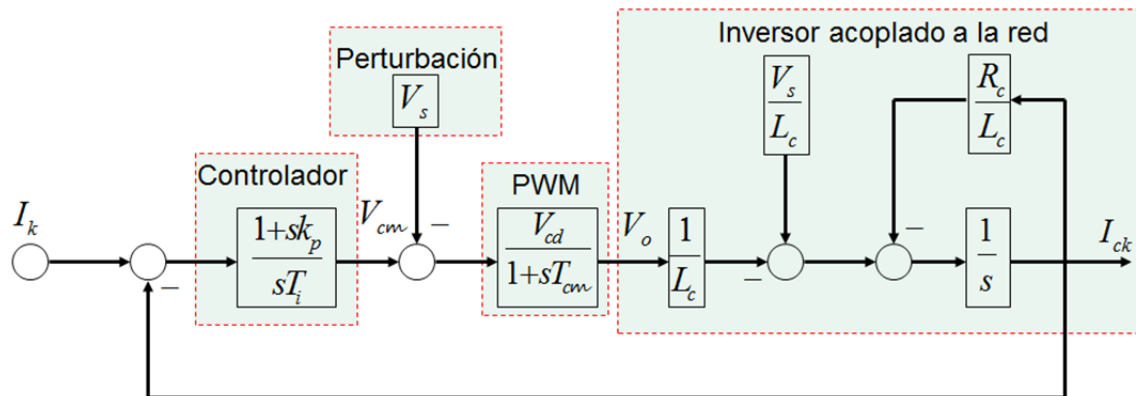 Inversor acoplado a la red
Perturbación
V_s
V_s / L_c
R_c / L_c
Controlador
PWM
I_k
−
(1+sk_p) / (sT_i)
V_cm
−
V_cd / (1+sT_cm)
V_o
1 / L_c
−
−
1 / s
I_ck